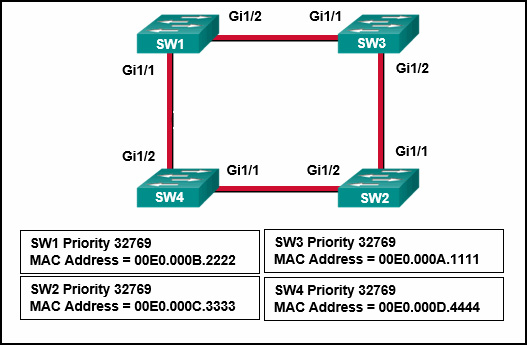 Gi1/2
Gi1/1
SW1
SW3
Gi1/1
Gi1/2
Gi1/2
Gi1/1
Gi1/1
Gi1/2
SW4
SW2
SW1 Priority 32769
MAC Address = 00E0.000B.2222
SW3 Priority 32769
MAC Address = 00E0.000A.1111
SW2 Priority 32769
MAC Address = 00E0.000C.3333
SW4 Priority 32769
MAC Address = 00E0.000D.4444